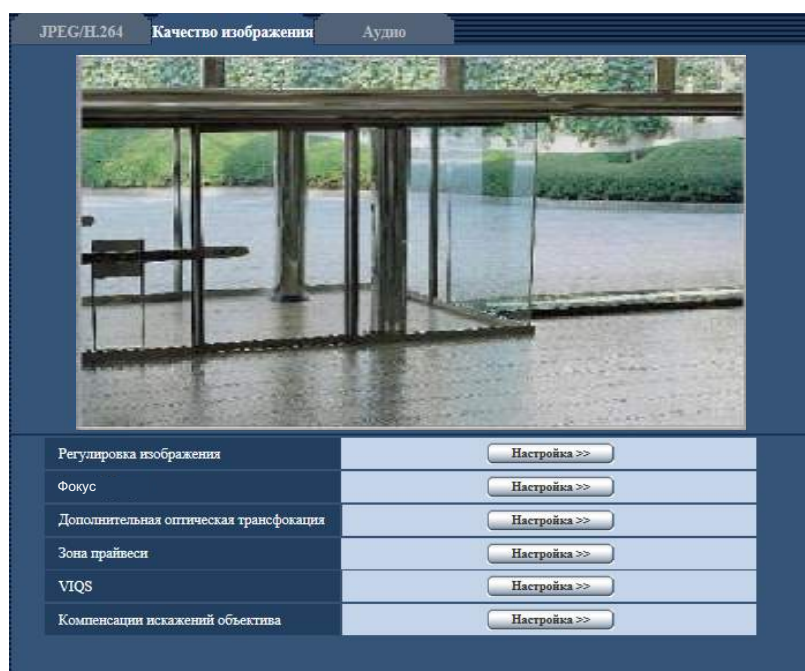 JPEG/H.264 Качество изображения Аудио
Регулировка изображения Настройка >>
Фокус Настройка >>
Дополнительная оптическая трансфокация Настройка >>
Зона прайвеси Настройка >>
VIQS Настройка >>
Компенсации искажений объектива Настройка >>